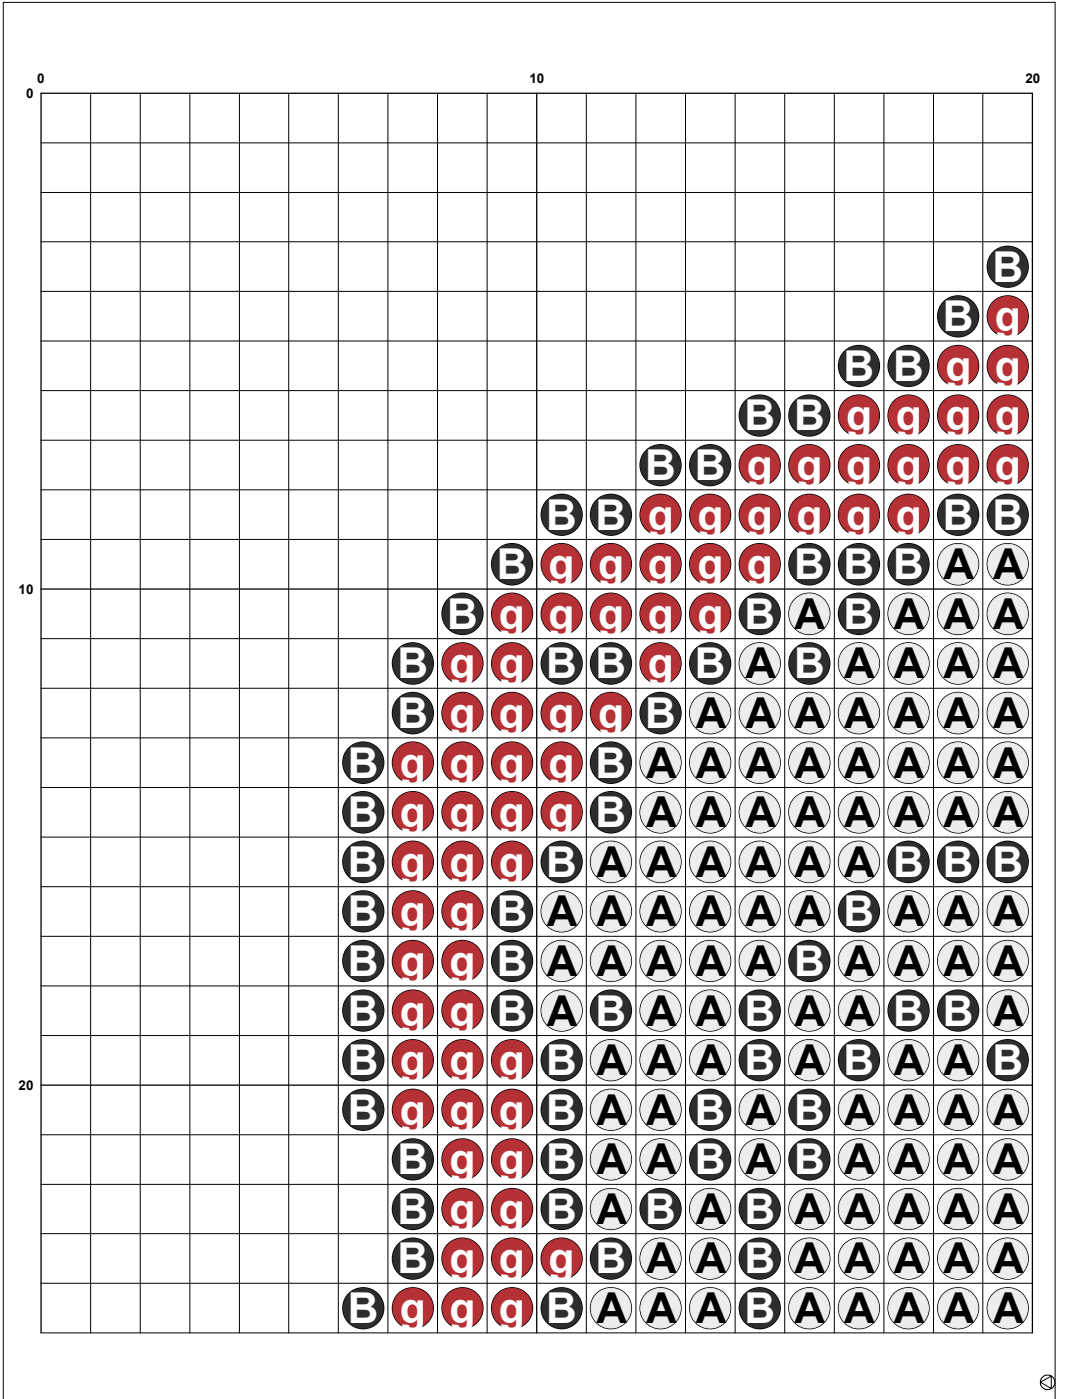 0 10 20
0
B
B g
B B g g
B B g g g g
B B g g g g g g
B B g g g g g g B B
B g g g g g B B B A A
10
B g g g g g B A B A A A
B g g B B g B A B A A A A
B g g g g B A A A A A A A
B g g g g B A A A A A A A A
B g g g g B A A A A A A A A
B g g g B A A A A A A B B B
B g g B A A A A A A B A A A
B g g B A A A A A B A A A A
B g g B A B A A B A A B B A
B g g g B A A A B A B A A B
20
B g g g B A A B A B A A A A
B g g B A A B A B A A A A
B g g B A B A B A A A A A
B g g g B A A B A A A A A
B g g g B A A A B A A A A A